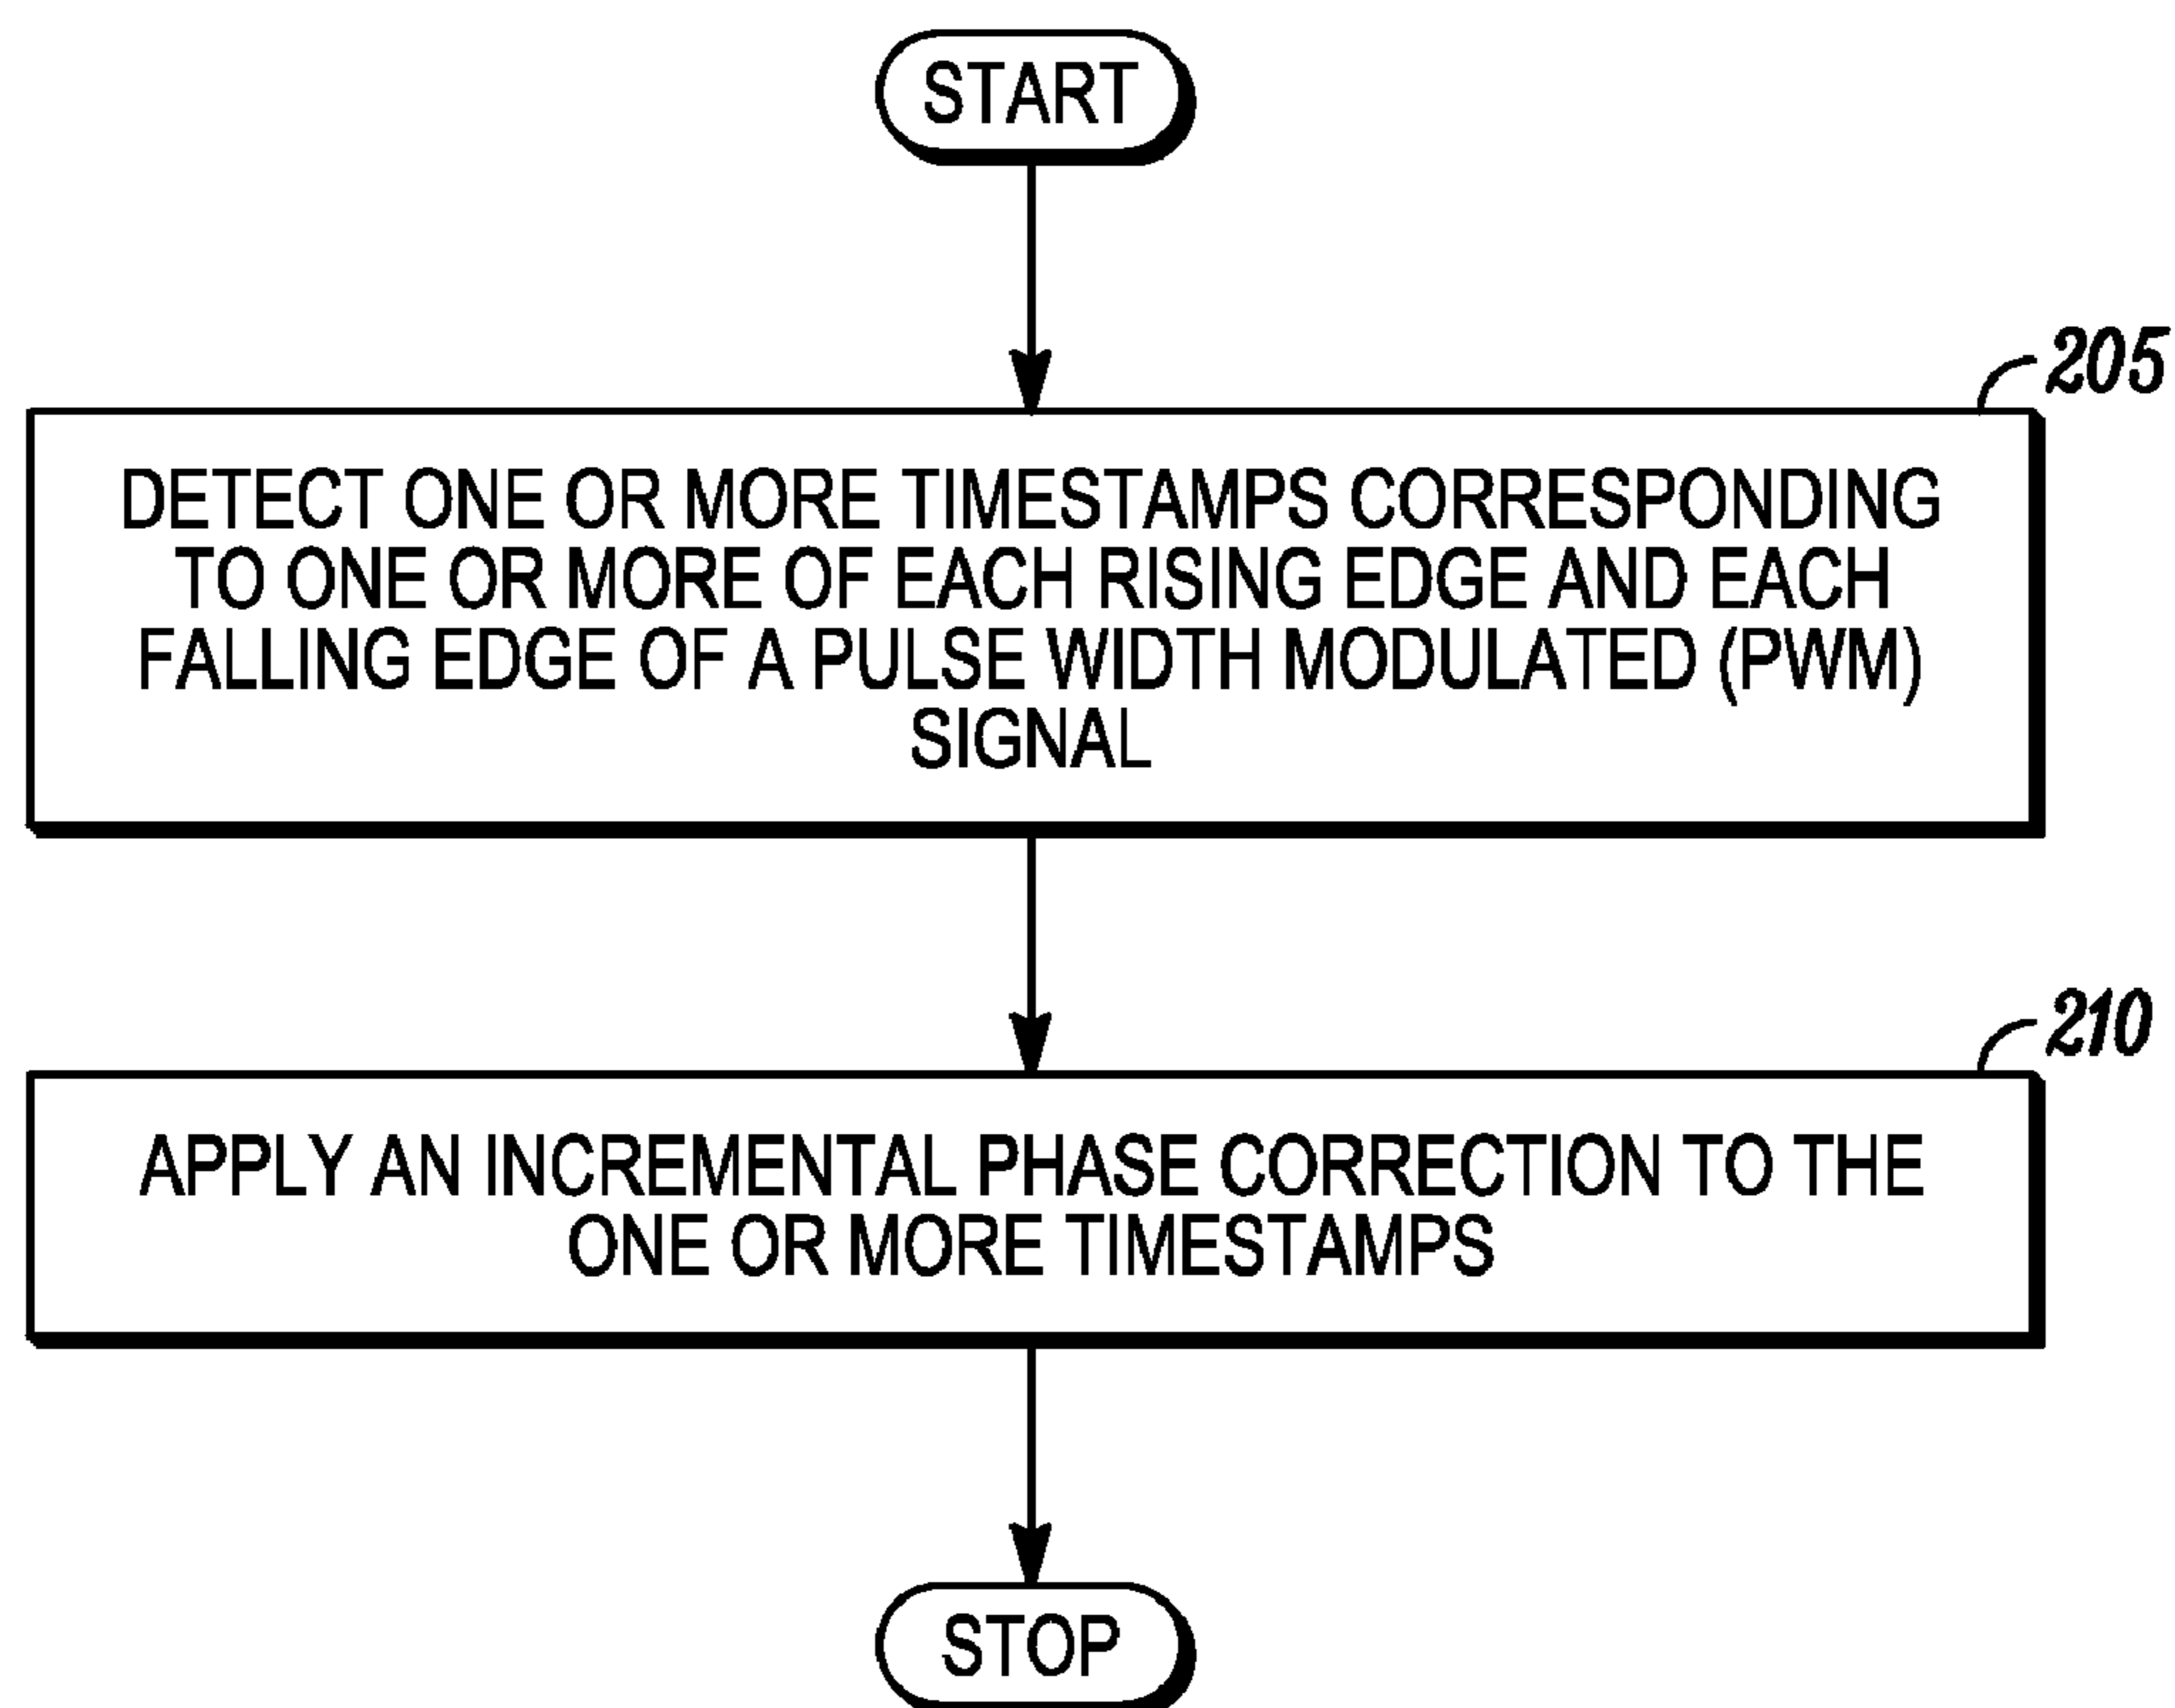 START
205
DETECT ONE OR MORE TIMESTAMPS CORRESPONDING
TO ONE OR MORE OF EACH RISING EDGE AND EACH
FALLING EDGE OF A PULSE WIDTH MODULATED (PWM)
SIGNAL
210
APPLY AN INCREMENTAL PHASE CORRECTION TO THE
ONE OR MORE TIMESTAMPS
STOP